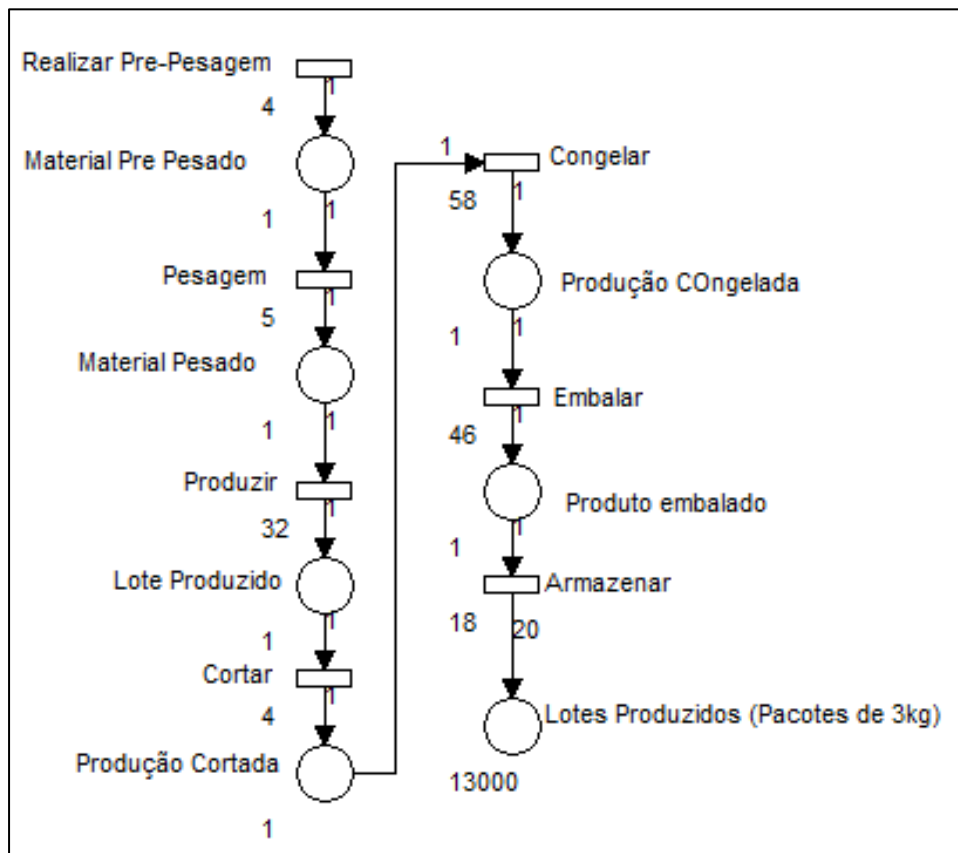 Realizar Pre-Pesagem
1
4
Material Pre Pesado
1
1
Pesagem
1
5
Material Pesado
1
1
Produzir
1
32
Lote Produzido
1
1
Cortar
1
4
Produção Cortada
1
1
Congelar
58
1
Produção COngelada
1
1
Embalar
46
1
Produto embalado
1
1
Armazenar
18
20
Lotes Produzidos (Pacotes de 3kg)
13000